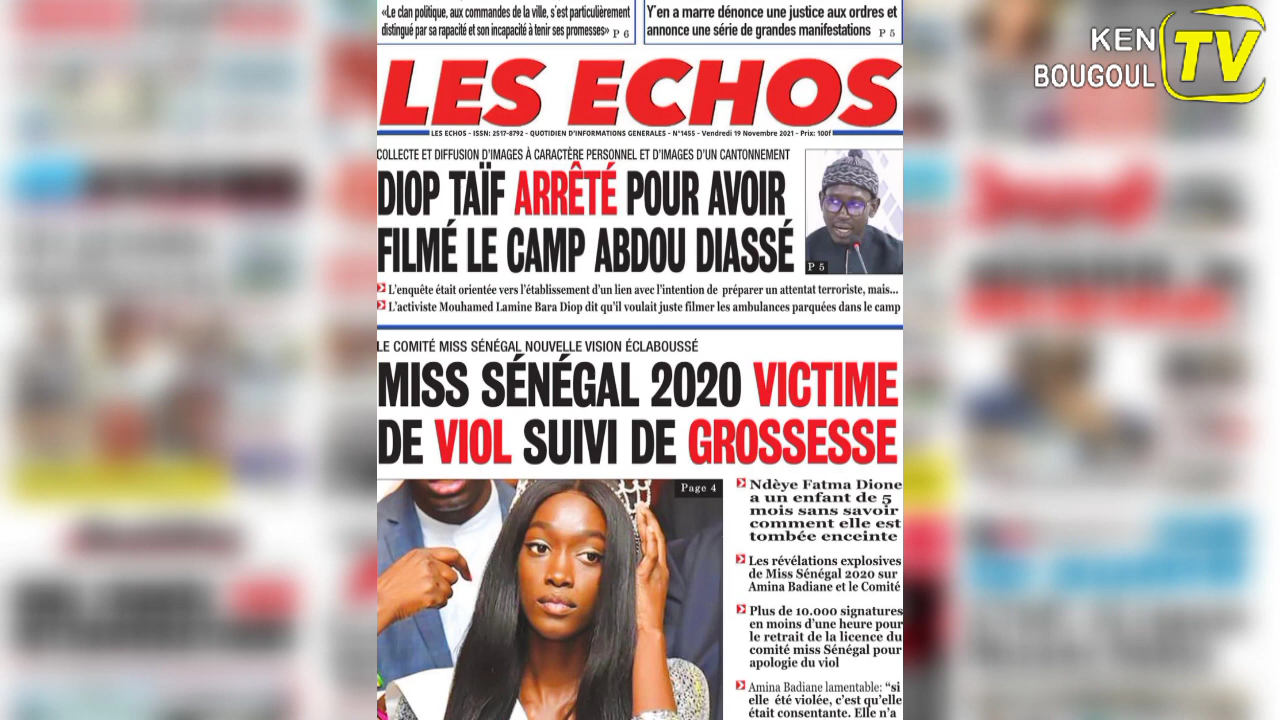 «Le clan politique, aux commandes de la ville, s'est particulièrement
distingué par sa rapacité et son incapacité à tenir ses promesses» P 6
Y'en a marre dénonce une justice aux ordres et
annonce une série de grandes manifestations P 5
KEN
BOUGOUL
TV
LES ECHOS
LES ECHOS - ISSN: 2517-8792 - QUOTIDIEN D'INFORMATIONS GENERALES - N°1455 - Vendredi 19 Novembre 2021 - Prix: 100f
COLLECTE ET DIFFUSION D'IMAGES À CARACTÈRE PERSONNEL ET D'IMAGES D'UN CANTONNEMENT
DIOP TAÏF ARRÊTÉ POUR AVOIR
FILMÉ LE CAMP ABDOU DIASSÉ
P 5
L'enquête était orientée vers l'établissement d'un lien avec l'intention de préparer un attentat terroriste, mais...
L'activiste Mouhamed Lamine Bara Diop dit qu'il voulait juste filmer les ambulances parquées dans le camp
LE COMITÉ MISS SÉNÉGAL NOUVELLE VISION ÉCLABOUSSÉ
MISS SÉNÉGAL 2020 VICTIME
DE VIOL SUIVI DE GROSSESSE
Page 4
Ndèye Fatma Dione
a un enfant de 5
mois sans savoir
comment elle est
tombée enceinte
Les révélations explosives
de Miss Sénégal 2020 sur
Amina Badiane et le Comité
Plus de 10.000 signatures
en moins d'une heure pour
le retrait de la licence du
comité miss Sénégal pour
apologie du viol
Amina Badiane lamentable: "si
elle été violée, c'est qu'elle
était consentante. Elle n'a